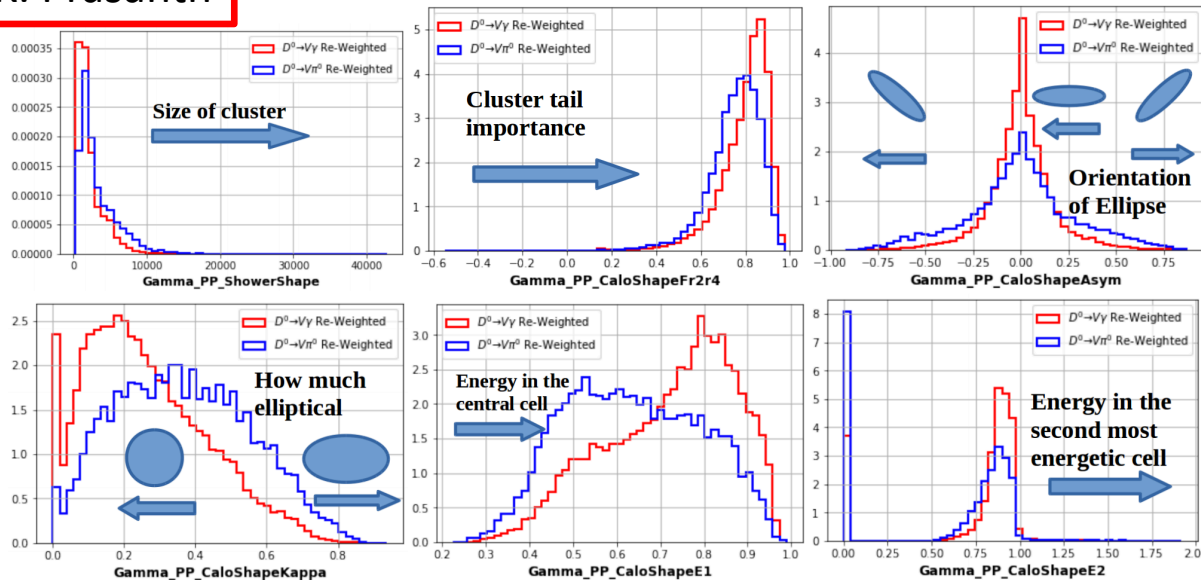 D⁰→Vγ Re-Weighted
D⁰→Vπ⁰ Re-Weighted
Size of cluster
0.00035
0.00030
0.00025
0.00020
0.00015
0.00010
0.00005
0.00000
0 10000 20000 30000 40000
Gamma_PP_ShowerShape
D⁰→Vγ Re-Weighted
D⁰→Vπ⁰ Re-Weighted
Cluster tail
importance
5
4
3
2
1
0
−0.6 −0.4 −0.2 0.0 0.2 0.4 0.6 0.8 1.0
Gamma_PP_CaloShapeFr2r4
D⁰→Vγ Re-Weighted
D⁰→Vπ⁰ Re-Weighted
Orientation
of Ellipse
4
3
2
1
0
−1.00 −0.75 −0.50 −0.25 0.00 0.25 0.50 0.75
Gamma_PP_CaloShapeAsym
D⁰→Vγ Re-Weighted
D⁰→Vπ⁰ Re-Weighted
How much
elliptical
2.5
2.0
1.5
1.0
0.5
0.0
0.0 0.2 0.4 0.6 0.8
Gamma_PP_CaloShapeKappa
D⁰→Vγ Re-Weighted
D⁰→Vπ⁰ Re-Weighted
Energy in the
central cell
3.0
2.5
2.0
1.5
1.0
0.5
0.0
0.2 0.3 0.4 0.5 0.6 0.7 0.8 0.9 1.0
Gamma_PP_CaloShapeE1
D⁰→Vγ Re-Weighted
D⁰→Vπ⁰ Re-Weighted
Energy in the
second most
energetic cell
8
7
6
5
4
3
2
1
0
0.00 0.25 0.50 0.75 1.00 1.25 1.50 1.75 2.00
Gamma_PP_CaloShapeE2